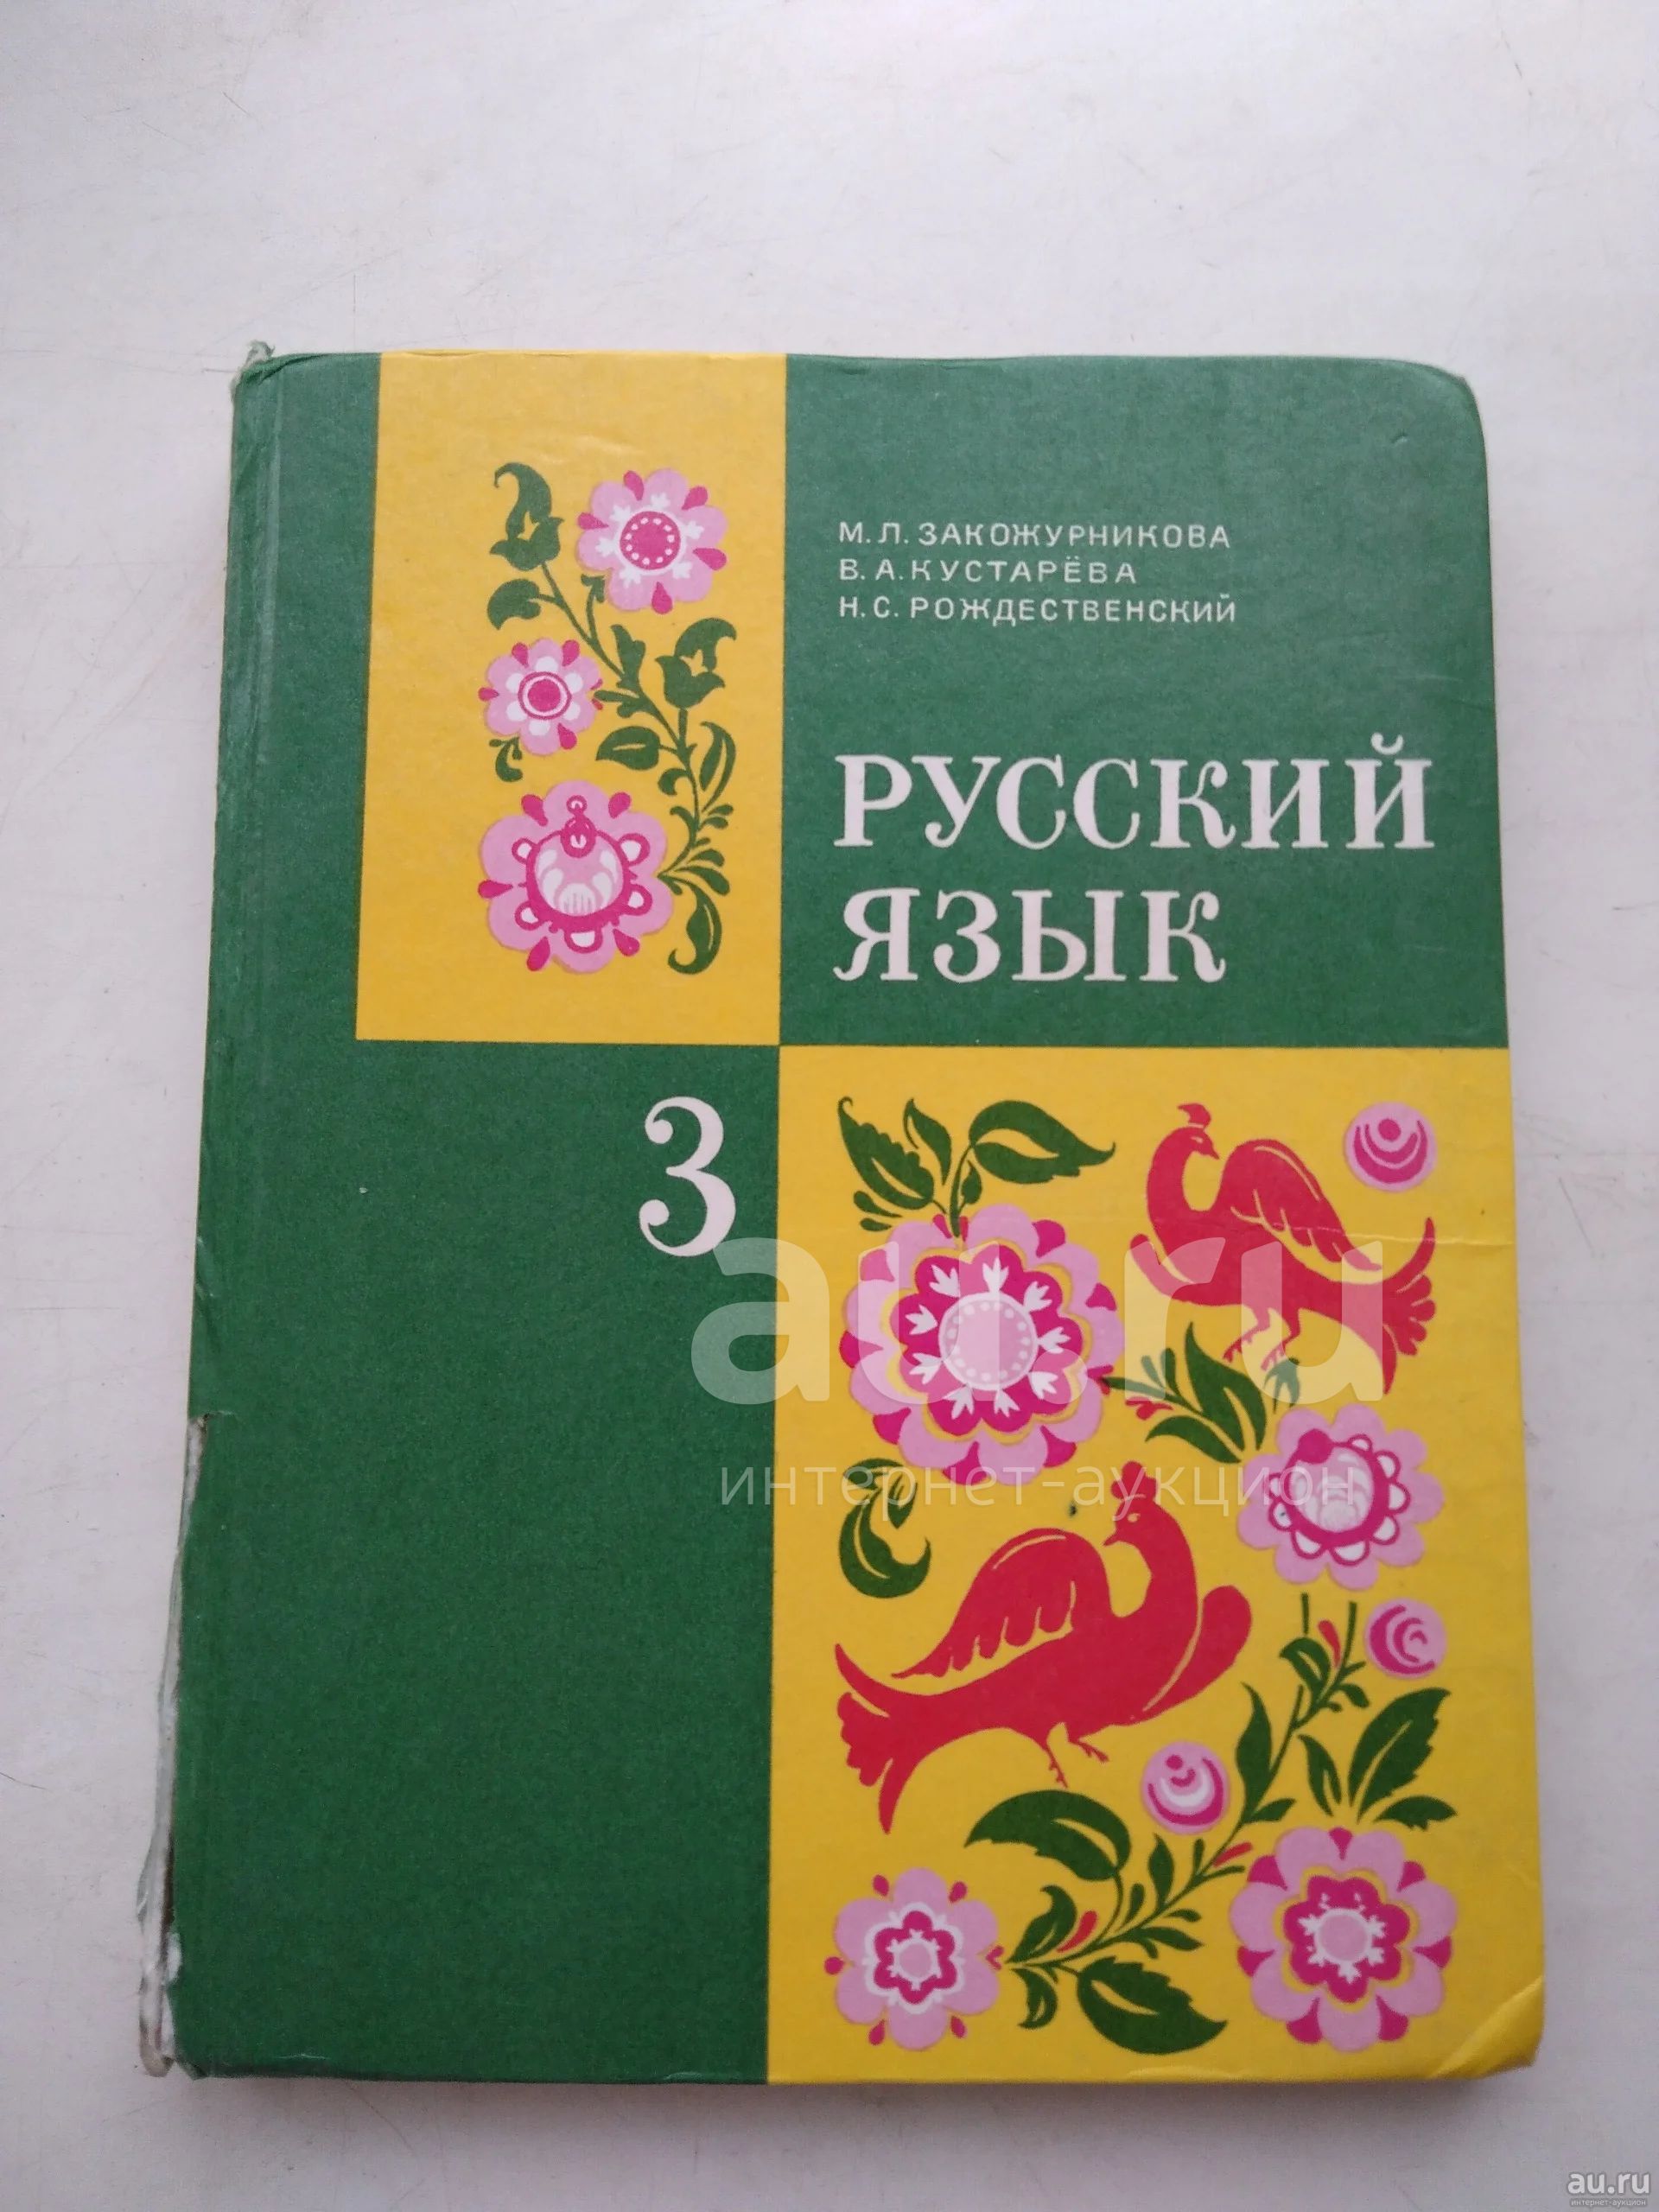 М. Л. ЗАКОЖУРНИКОВА
В. А. КУСТАРЁВА
Н. С. РОЖДЕСТВЕНСКИЙ
РУССКИЙ
ЯЗЫК
3
au.ru
интернет-аукцион
au.ru
интернет-аукцион